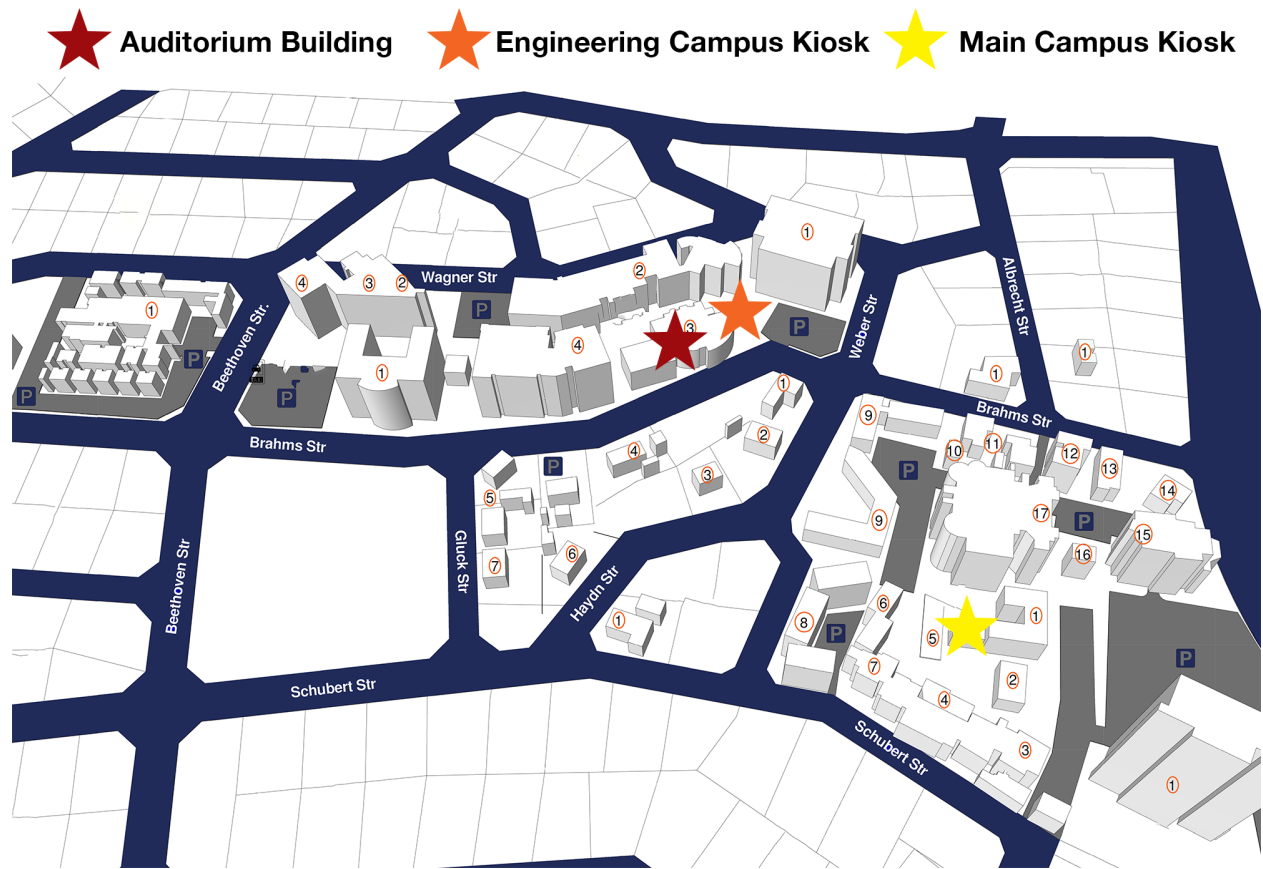 Auditorium Building
Engineering Campus Kiosk
Main Campus Kiosk
1
2
3
2
4
1
Wagner Str
Albrecht Str
P
3
P
Weber Str
Beethoven Str.
4
1
1
P
1
1
P
P
Brahms Str
9
2
11
Brahms Str
4
10
12
P
3
P
13
5
14
17
9
P
15
Gluck Str
6
16
7
Beethoven Str
Haydn Str
6
1
1
8
P
5
P
7
2
Schubert Str
4
Schubert Str
3
1